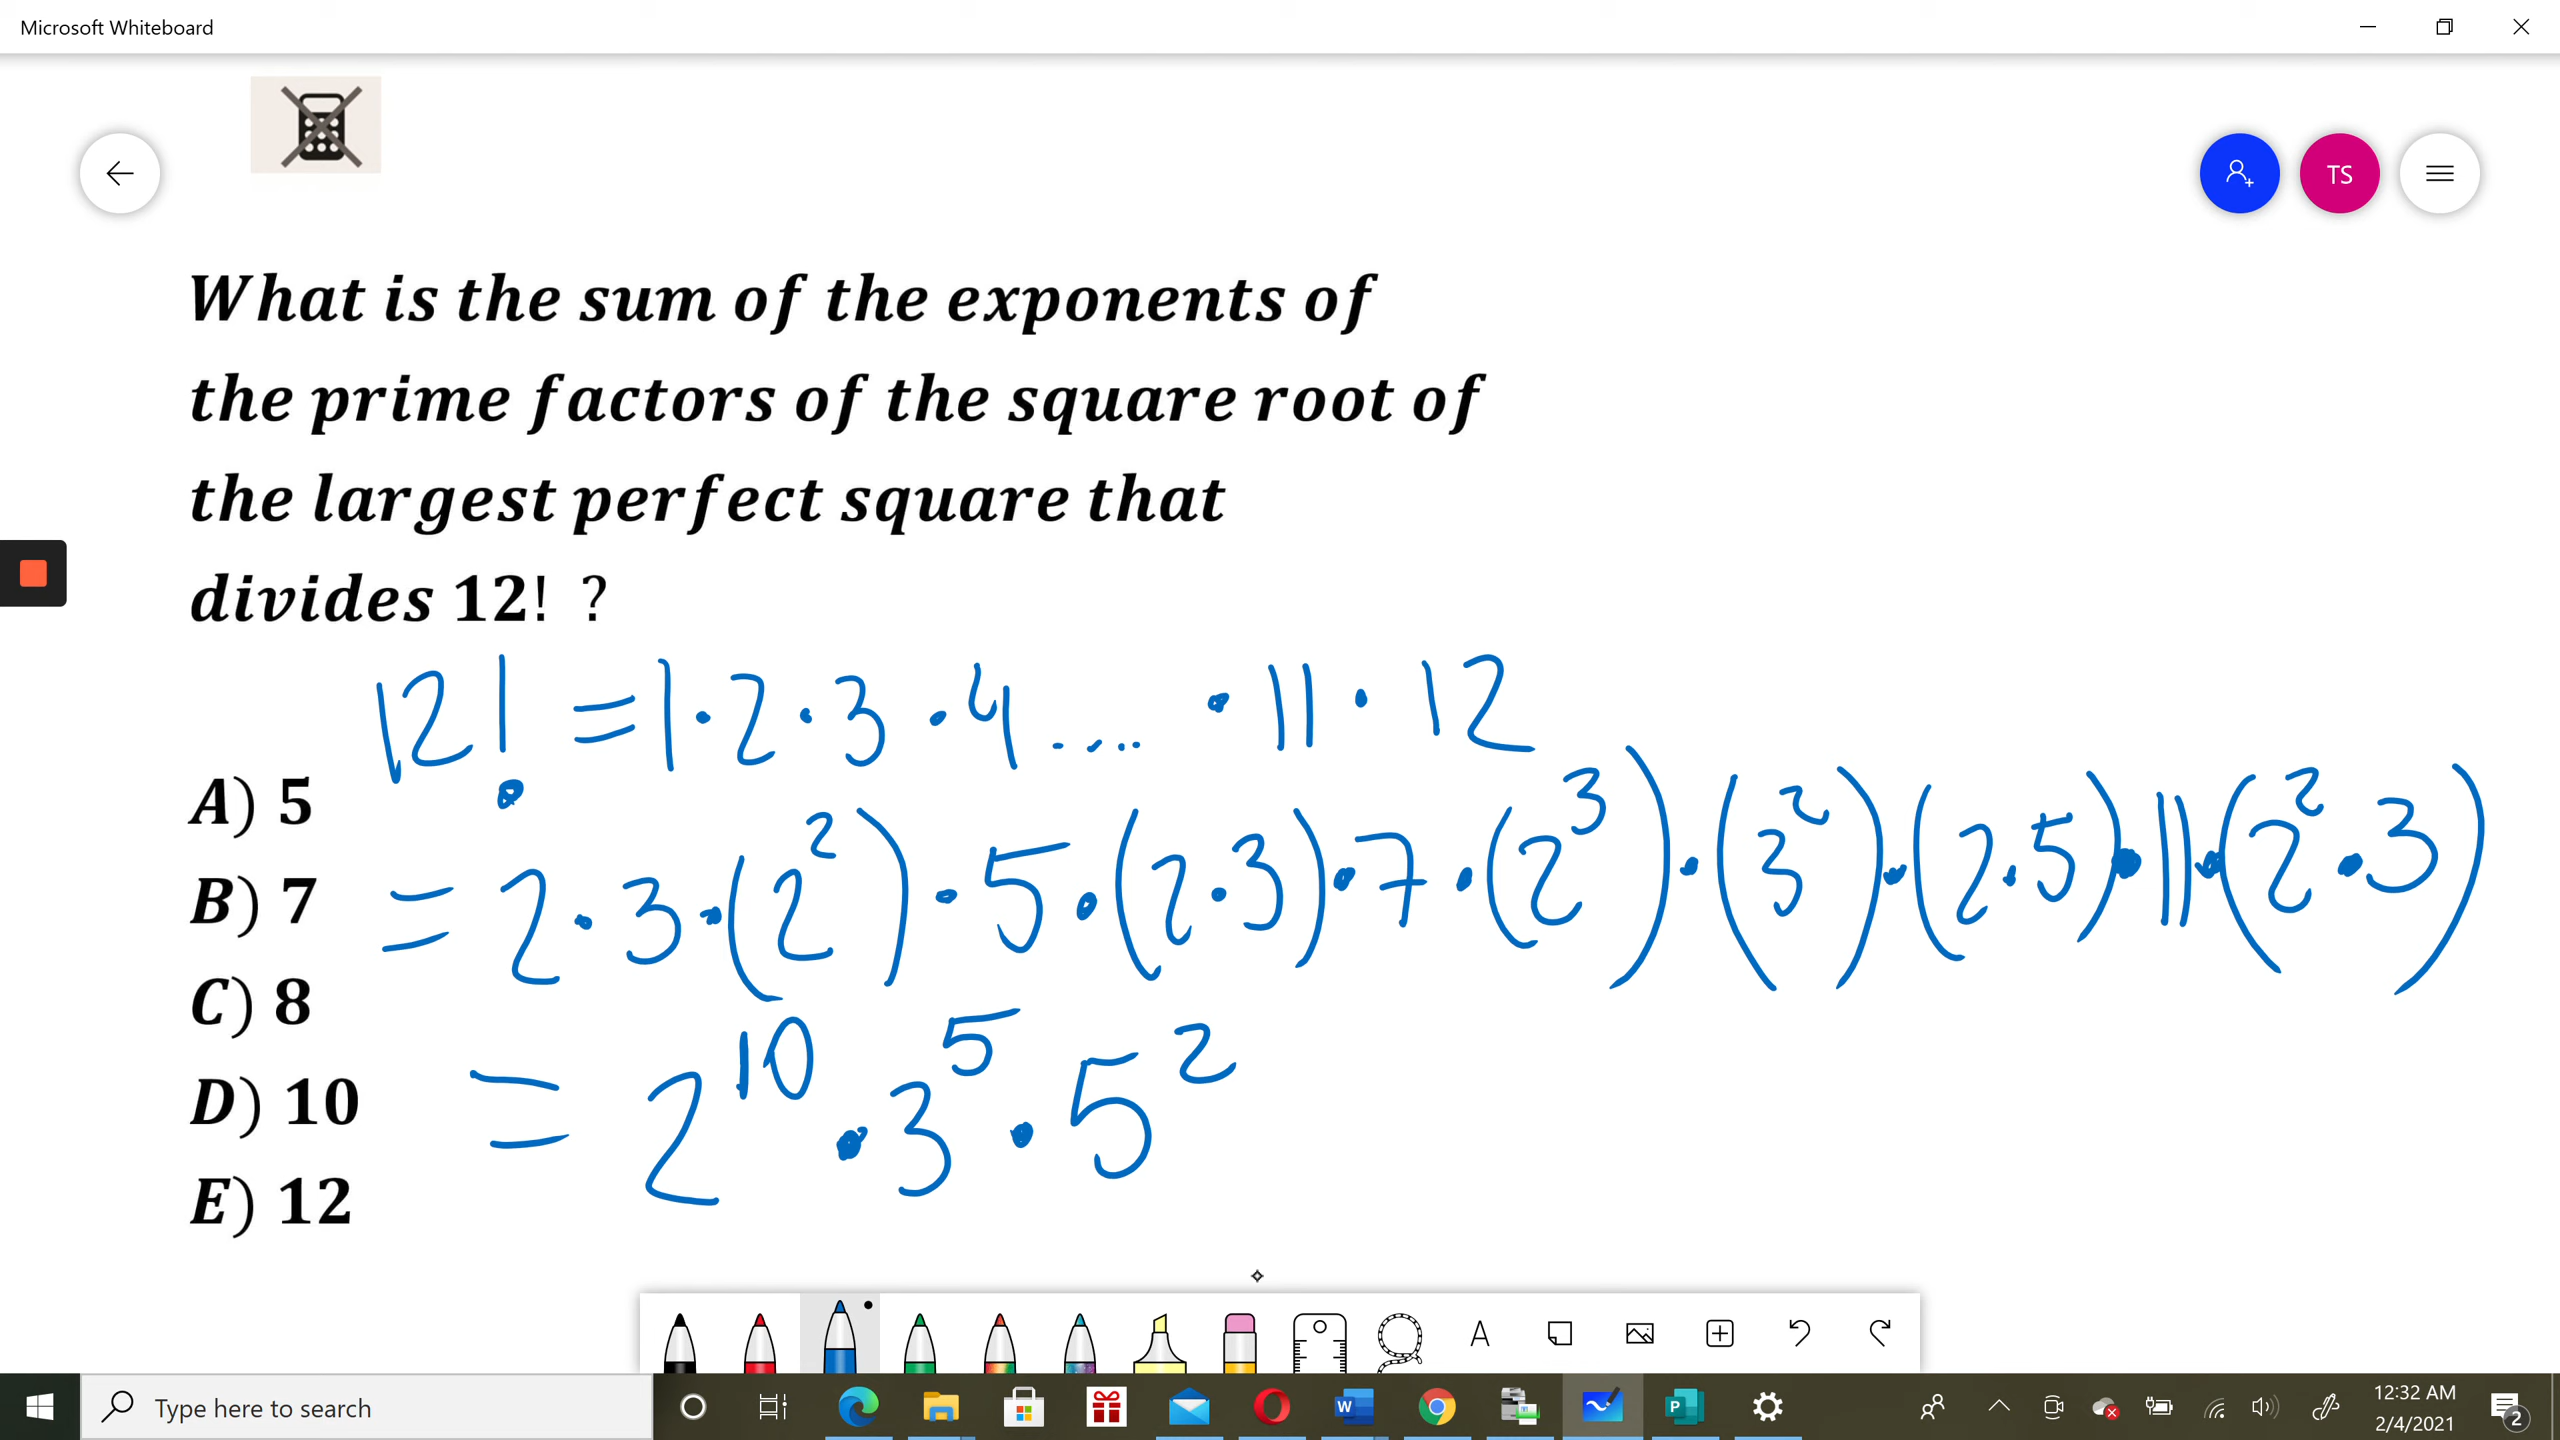 Microsoft Whiteboard
TS
What is the sum of the exponents of
the prime factors of the square root of
the largest perfect square that
divides 12! ?
12! = 1·2·3·4.... ·11·12
A) 5
= 2·3·(2²)·5·(2·3)·7·(2³)·(3²)·(2·5)·11·(2²·3)
B) 7
C) 8
= 2¹⁰·3⁵·5²
D) 10
E) 12
A
Type here to search
W
P
12:32 AM
2/4/2021
2